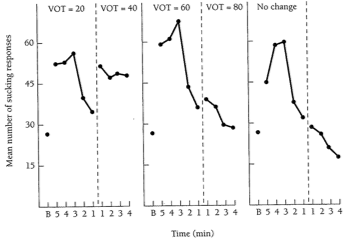 VOT = 20 VOT = 40 VOT = 60 VOT = 80 No change
Mean number of sucking responses
60
45
30
15
B 5 4 3 2 1 1 2 3 4 B 5 4 3 2 1 1 2 3 4 B 5 4 3 2 1 1 2 3 4
Time (min)